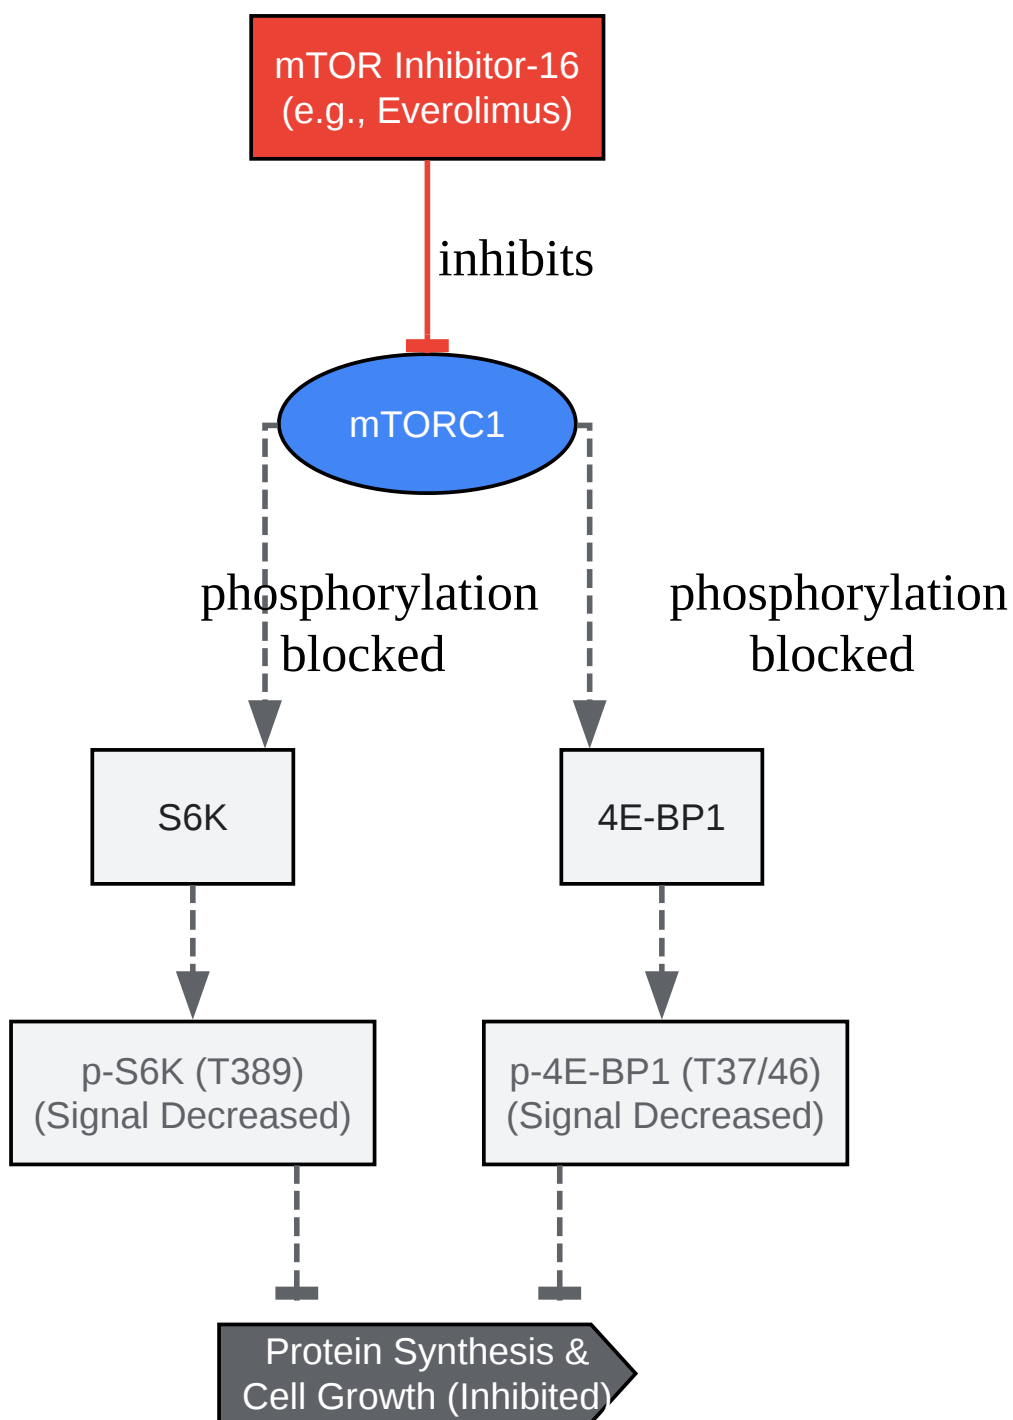 mTOR Inhibitor-16
(e.g., Everolimus)
inhibits
mTORC1
phosphorylation
blocked
phosphorylation
blocked
S6K
4E-BP1
p-S6K (T389)
(Signal Decreased)
p-4E-BP1 (T37/46)
(Signal Decreased)
Protein Synthesis &
Cell Growth (Inhibited)